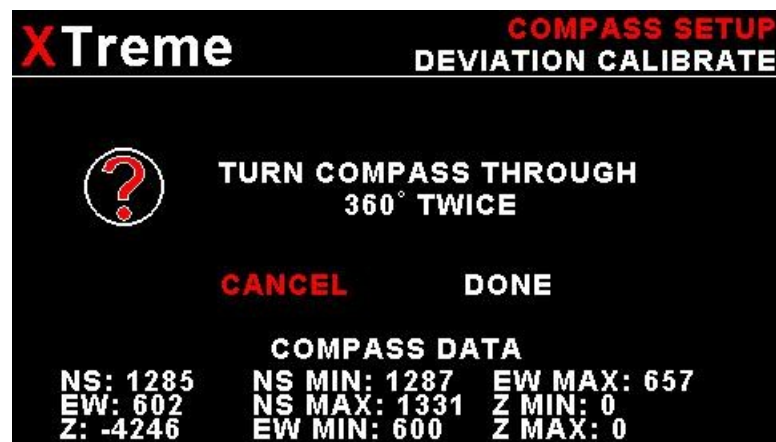 XTreme
COMPASS SETUP
DEVIATION CALIBRATE
?
TURN COMPASS THROUGH
360° TWICE
CANCEL DONE
COMPASS DATA
NS: 1285 NS MIN: 1287 EW MAX: 657
EW: 602 NS MAX: 1331 Z MIN: 0
Z: -4246 EW MIN: 600 Z MAX: 0